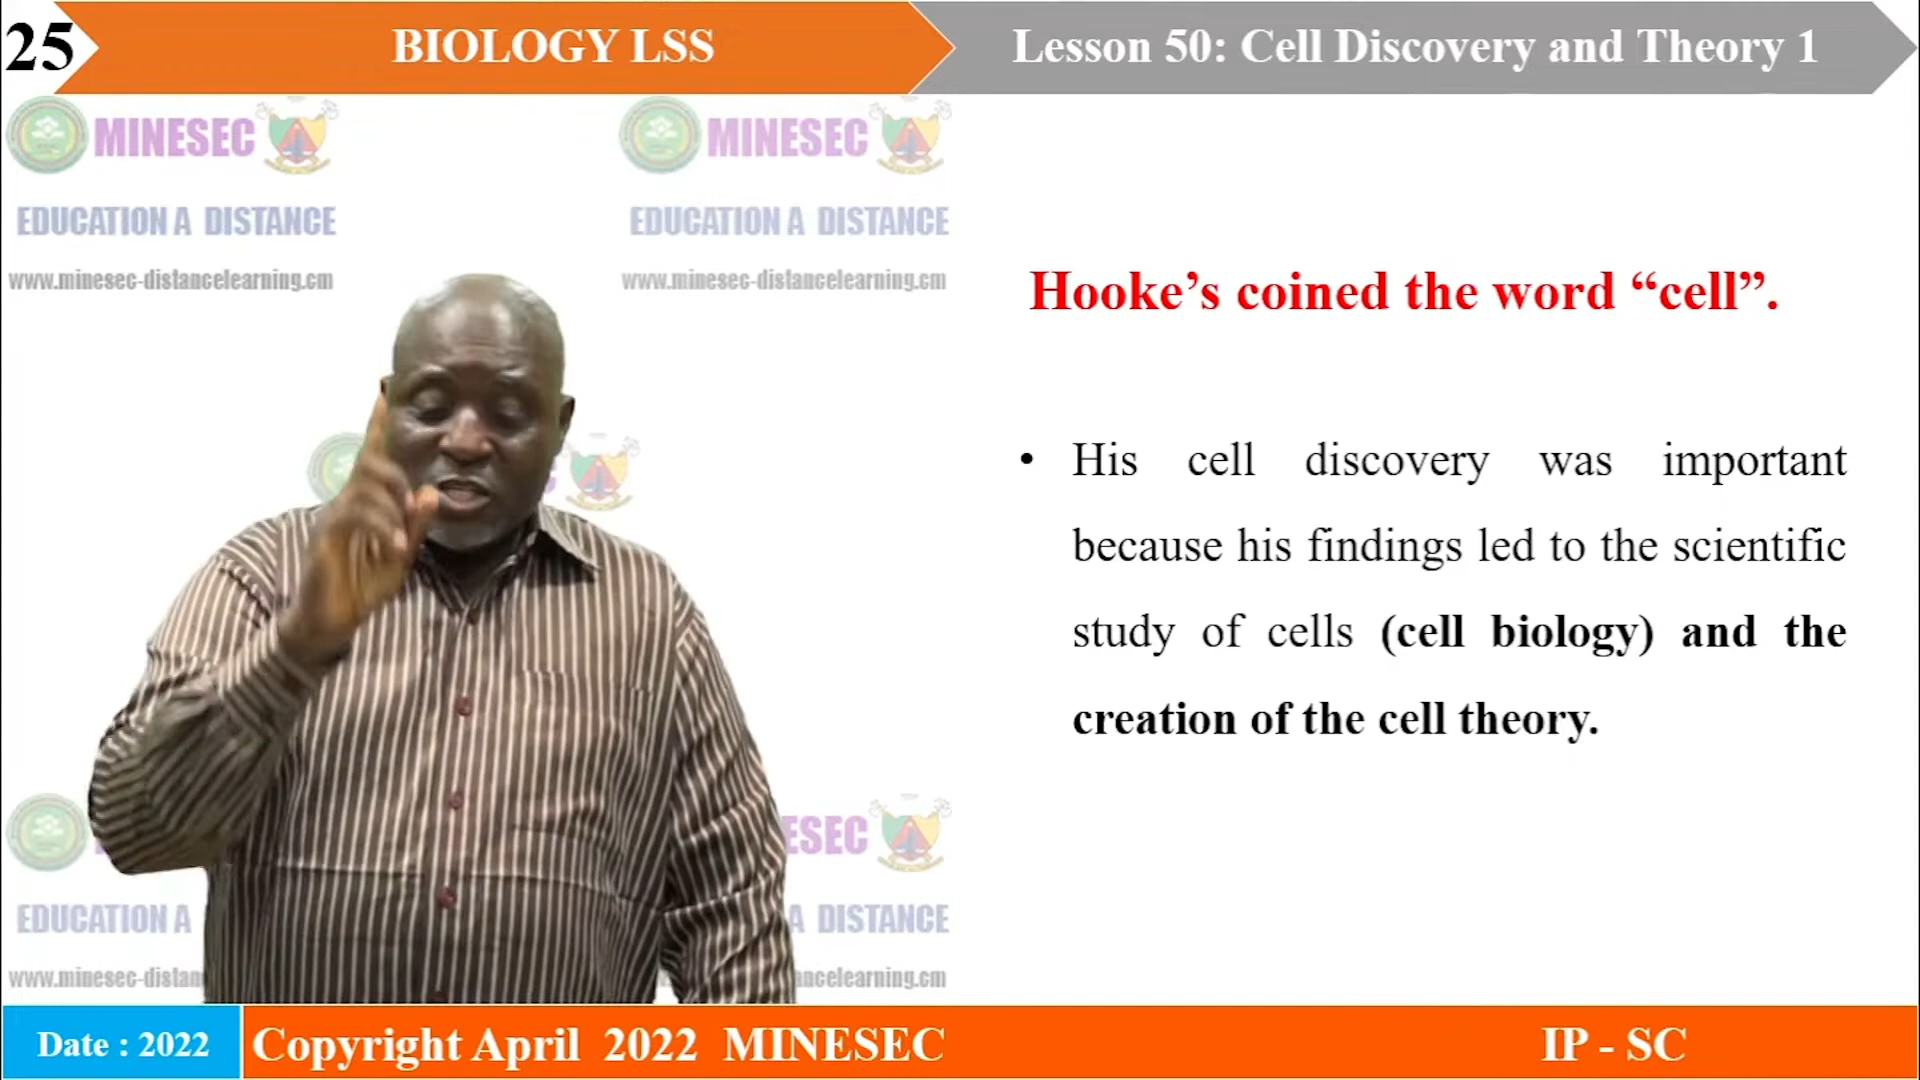 25
BIOLOGY LSS
Lesson 50: Cell Discovery and Theory 1
MINESEC
MINESEC
EDUCATION A DISTANCE
EDUCATION A DISTANCE
www.minesec-distancelearning.cm
www.minesec-distancelearning.cm
Hooke’s coined the word “cell”.
• His cell discovery was important
because his findings led to the scientific
study of cells (cell biology) and the
creation of the cell theory.
ESEC
EDUCATION A
A DISTANCE
www.minesec-distan
ancelearning.cm
Date : 2022
Copyright April 2022 MINESEC
IP - SC